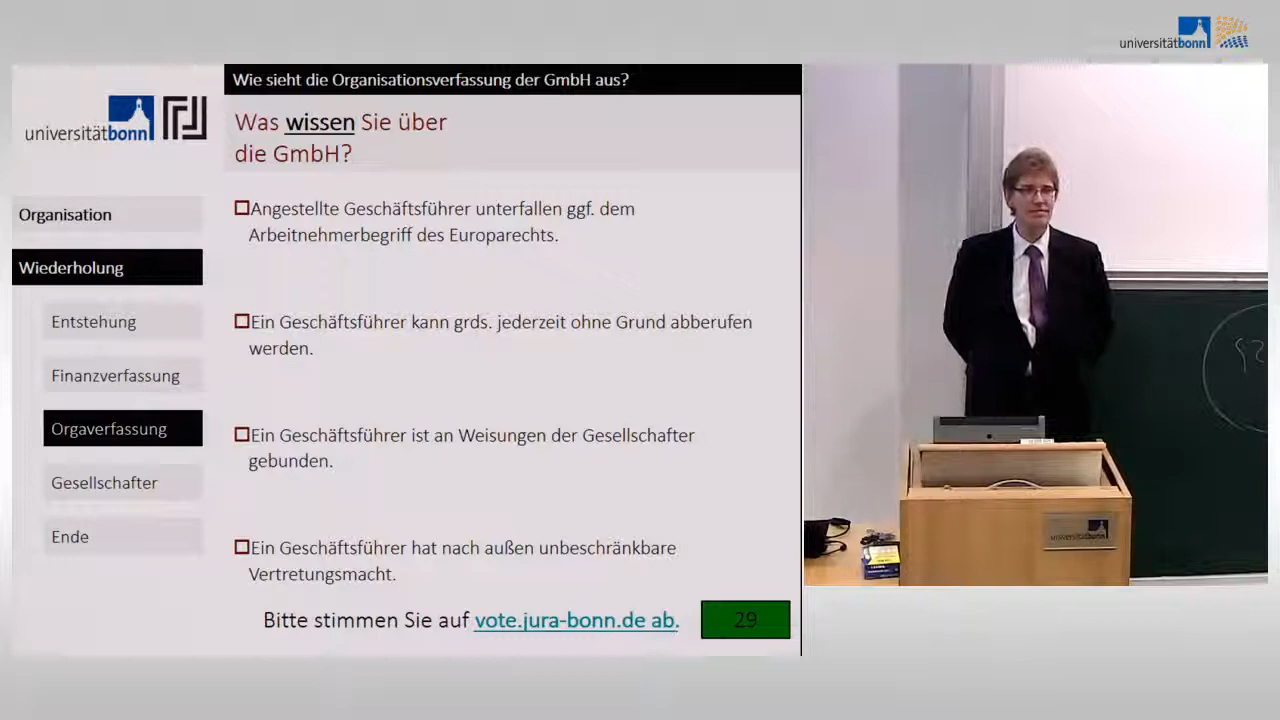 universitätbonn
Wie sieht die Organisationsverfassung der GmbH aus?
universitätbonn
Was wissen Sie über
die GmbH?
Organisation
Wiederholung
Entstehung
Finanzverfassung
Orgaverfassung
Gesellschafter
Ende
Angestellte Geschäftsführer unterfallen ggf. dem
Arbeitnehmerbegriff des Europarechts.
Ein Geschäftsführer kann grds. jederzeit ohne Grund abberufen
werden.
Ein Geschäftsführer ist an Weisungen der Gesellschafter
gebunden.
Ein Geschäftsführer hat nach außen unbeschränkbare
Vertretungsmacht.
Bitte stimmen Sie auf vote.jura-bonn.de ab.
29
universitätbonn